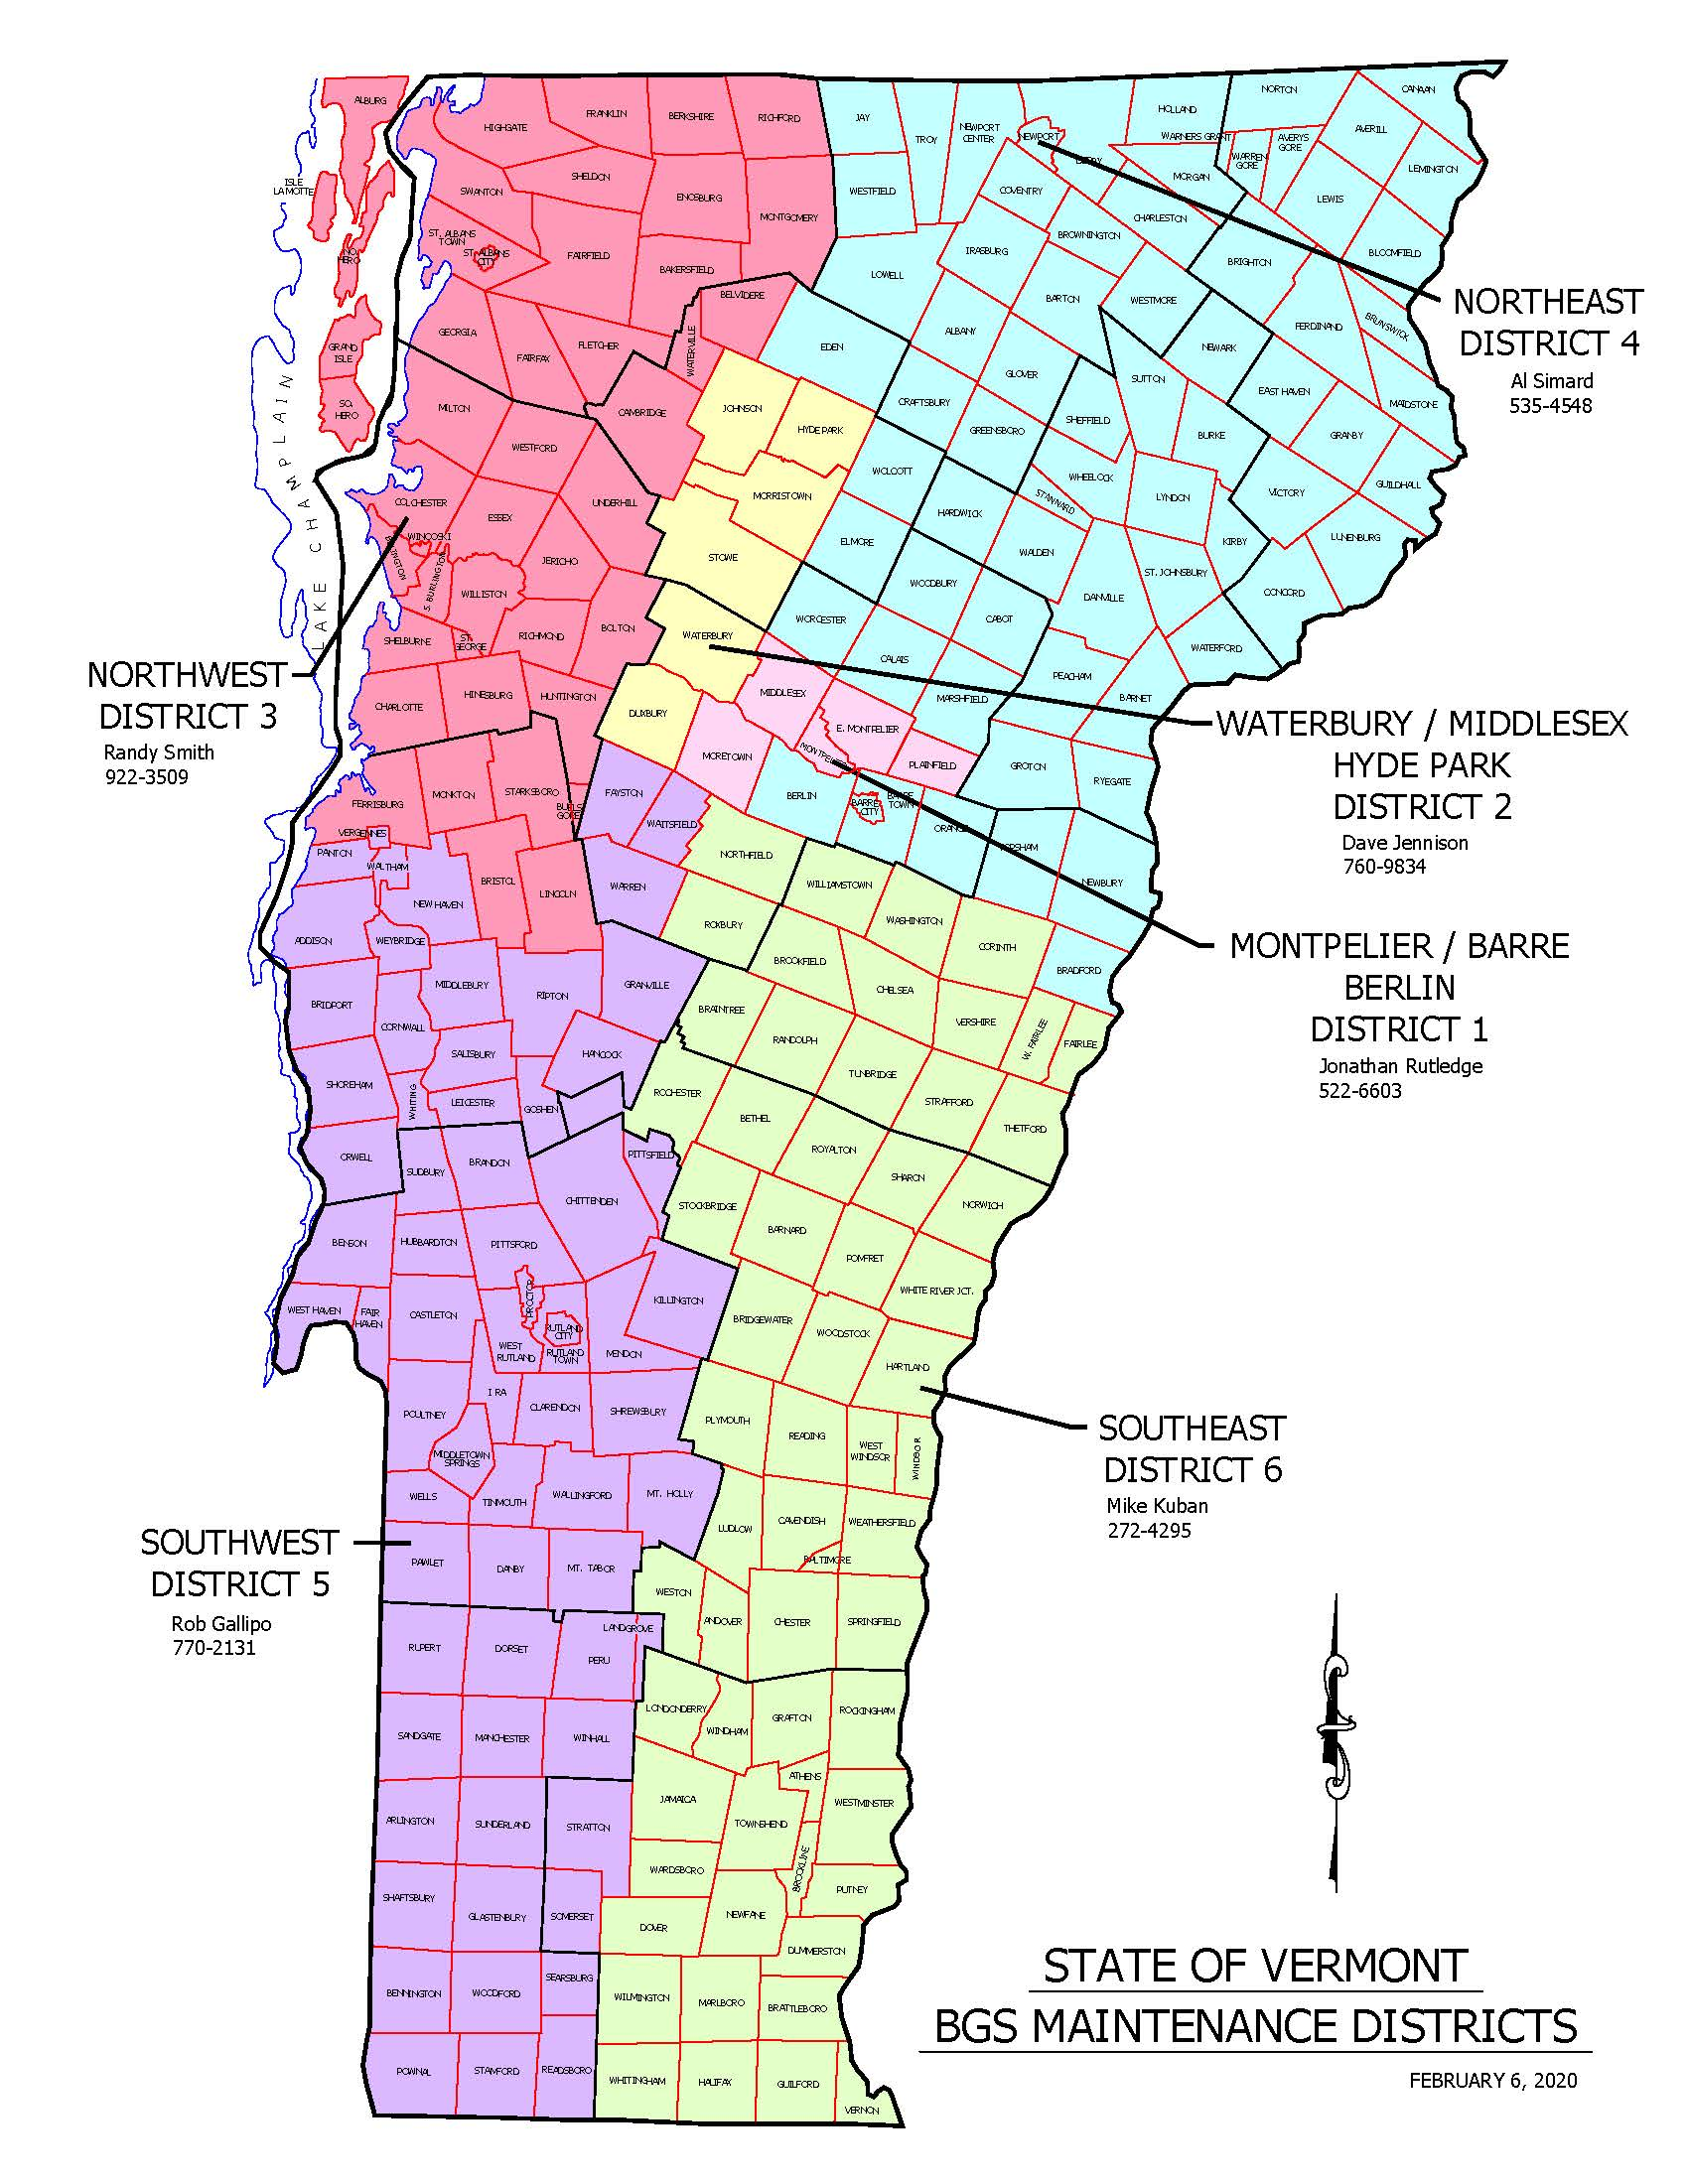 ALBURG
HIGHGATE
FRANKLIN
BERKSHIRE
RICHFORD
JAY
TROY
NEWPORT
CENTER
NEWPORT
HOLLAND
NORTON
CANAAN
WARNERS GRANT
WARREN
GORE
AVERYS
GORE
AVERILL
LEMINGTON
ISLE
LA MOTTE
SWANTON
SHELDON
ENOSBURG
MONTGOMERY
WESTFIELD
COVENTRY
MORGAN
CHARLESTON
LEWIS
BLOOMFIELD
NO.
HERO
ST. ALBANS
TOWN
ST. ALBANS
CITY
FAIRFIELD
BAKERSFIELD
BELVIDERE
LOWELL
IRASBURG
BROWNINGTON
BRIGHTON
BARTON
WESTMORE
FERDINAND
BRUNSWICK
NORTHEAST
DISTRICT 4
Al Simard
535-4548
GRAND
ISLE
SO.
HERO
GEORGIA
FAIRFAX
FLETCHER
WATERVILLE
EDEN
ALBANY
GLOVER
NEWARK
SUTTON
EAST HAVEN
MAIDSTONE
MILTON
WESTFORD
CAMBRIDGE
JOHNSON
HYDE PARK
CRAFTSBURY
GREENSBORO
SHEFFIELD
BURKE
GRANBY
GUILDHALL
LAKE CHAMPLAIN
COLCHESTER
WINOOSKI
BURLINGTON
S. BURLINGTON
ESSEX
UNDERHILL
JERICHO
WILLISTON
MORRISTOWN
STOWE
WOLCOTT
ELMORE
HARDWICK
STANNARD
WHEELOCK
LYNDON
VICTORY
LUNENBURG
WALDEN
KIRBY
CONCORD
WOODBURY
ST. JOHNSBURY
DANVILLE
SHELBURNE
ST.
GEORGE
RICHMOND
BOLTON
WATERBURY
WORCESTER
CALAIS
CABOT
WATERFORD
PEACHAM
BARNET
NORTHWEST
DISTRICT 3
Randy Smith
922-3509
CHARLOTTE
HINESBURG
HUNTINGTON
DUXBURY
MIDDLESEX
MARSHFIELD
E. MONTPELIER
MONTPELIER
PLAINFIELD
MORETOWN
GROTON
RYEGATE
WATERBURY / MIDDLESEX
HYDE PARK
DISTRICT 2
Dave Jennison
760-9834
FERRISBURG
MONKTON
STARKSBORO
BUELS
GORE
FAYSTON
WAITSFIELD
BERLIN
BARRE
CITY
BARRE
TOWN
ORANGE
NEWBURY
VERGENNES
PANTON
WALTHAM
NEW HAVEN
BRISTOL
LINCOLN
WARREN
NORTHFIELD
WILLIAMSTOWN
WASHINGTON
ROXBURY
CORINTH
BRADFORD
MONTPELIER / BARRE
BERLIN
DISTRICT 1
Jonathan Rutledge
522-6603
ADDISON
WEYBRIDGE
MIDDLEBURY
RIPTON
GRANVILLE
BROOKFIELD
CHELSEA
VERSHIRE
W. FAIRLEE
FAIRLEE
BRIDPORT
CORNWALL
SALISBURY
HANCOCK
BRAINTREE
RANDOLPH
TUNBRIDGE
STRAFFORD
THETFORD
SHOREHAM
WHITING
LEICESTER
GOSHEN
ROCHESTER
BETHEL
ROYALTON
SHARON
NORWICH
ORWELL
SUDBURY
BRANDON
PITTSFIELD
CHITTENDEN
STOCKBRIDGE
BARNARD
POMFRET
WHITE RIVER JCT.
BENSON
HUBBARDTON
PITTSFORD
WEST HAVEN
FAIR
HAVEN
CASTLETON
PROCTOR
RUTLAND
CITY
WEST
RUTLAND
RUTLAND
TOWN
MENDON
KILLINGTON
BRIDGEWATER
WOODSTOCK
HARTLAND
SOUTHEAST
DISTRICT 6
Mike Kuban
272-4295
POULTNEY
IRA
CLARENDON
SHREWSBURY
PLYMOUTH
READING
WEST
WINDSOR
WINDSOR
MIDDLETOWN
SPRINGS
WELLS
TINMOUTH
WALLINGFORD
MT. HOLLY
LUDLOW
CAVENDISH
WEATHERSFIELD
BALTIMORE
SOUTHWEST
DISTRICT 5
Rob Gallipo
770-2131
PAWLET
DANBY
MT. TABOR
WESTON
ANDOVER
CHESTER
SPRINGFIELD
RUPERT
DORSET
LANDGROVE
PERU
LONDONDERRY
WINDHAM
GRAFTON
ROCKINGHAM
SANDGATE
MANCHESTER
WINHALL
JAMAICA
ATHENS
WESTMINSTER
ARLINGTON
SUNDERLAND
STRATTON
TOWNSHEND
WARDSBORO
BROOKLINE
PUTNEY
SHAFTSBURY
GLASTENBURY
SOMERSET
DOVER
NEWFANE
DUMMERSTON
BENNINGTON
WOODFORD
SEARSBURG
WILMINGTON
MARLBORO
BRATTLEBORO
POWNAL
STAMFORD
READSBORO
WHITINGHAM
HALIFAX
GUILFORD
VERNON
STATE OF VERMONT
BGS MAINTENANCE DISTRICTS
FEBRUARY 6, 2020